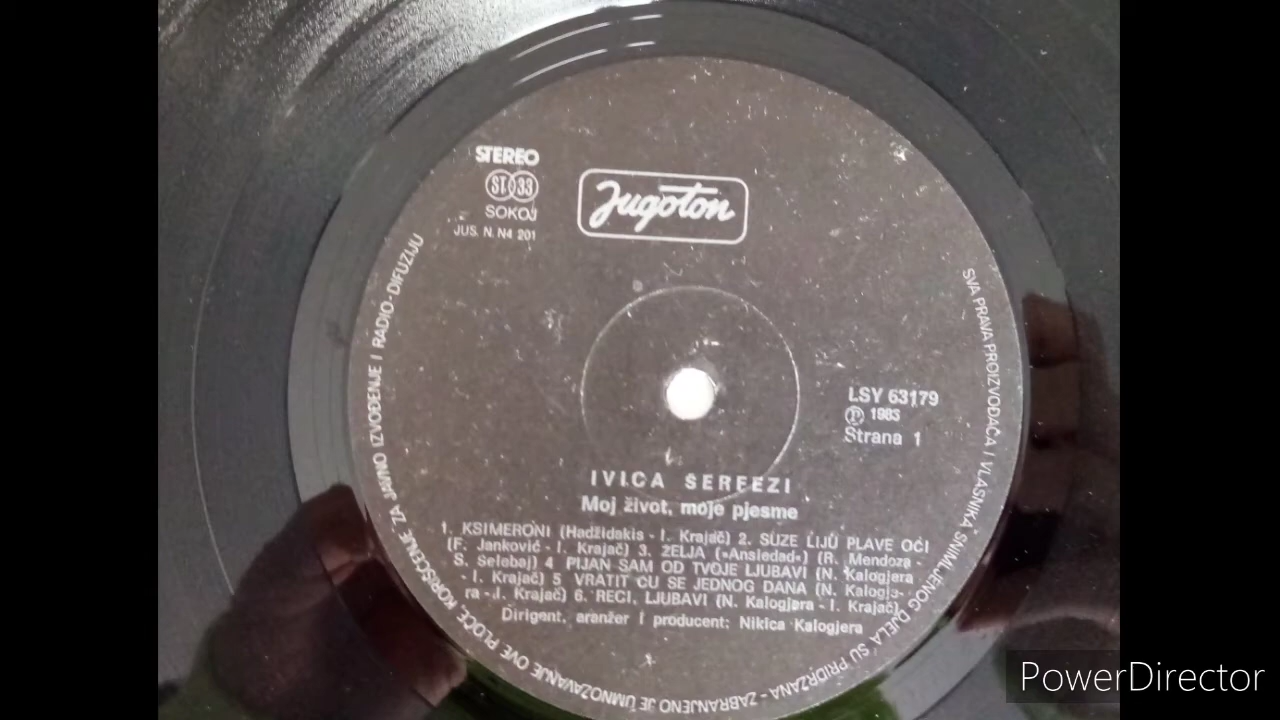 STEREO
ST 33
SOKOJ
JUS. N. N4 201
Jugoton
LSY 63179
℗ 1983
Strana 1
IVICA ŠERFEZI
Moj život, moje pjesme
1. KSIMERONI (Hadžidakis - I. Krajač) 2. SUZE LIJU PLAVE OČI
(F. Janković - I. Krajač) 3. ŽELJA (»Ansiedad«) (R. Mendoza -
S. Sefebaj) 4 PIJAN SAM OD TVOJE LJUBAVI (N. Kalogjera
- I. Krajač) 5. VRATIT ĆU SE JEDNOG DANA (N. Kalogje-
ra - I. Krajač) 6. RECI, LJUBAVI (N. Kalogjera - I. Krajač)
Dirigent, aranžer i producent: Nikica Kalogjera
SVA PRAVA PROIZVOĐAČA I VLASNIKA SNIMLJENOG DJELA SU PRIDRŽANA - ZABRANJENO JE UMNOŽAVANJE OVE PLOČE, KORIŠĆENJE ZA JAVNO IZVOĐENJE I RADIO-DIFUZIJU
PowerDirector